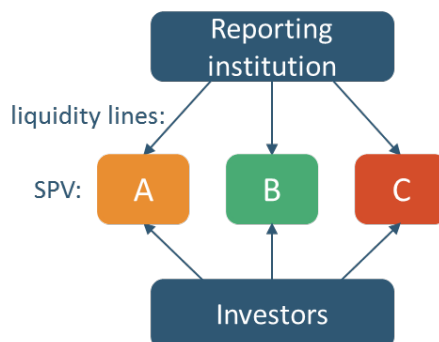 Reporting
institution
liquidity lines:
SPV: A B C
Investors